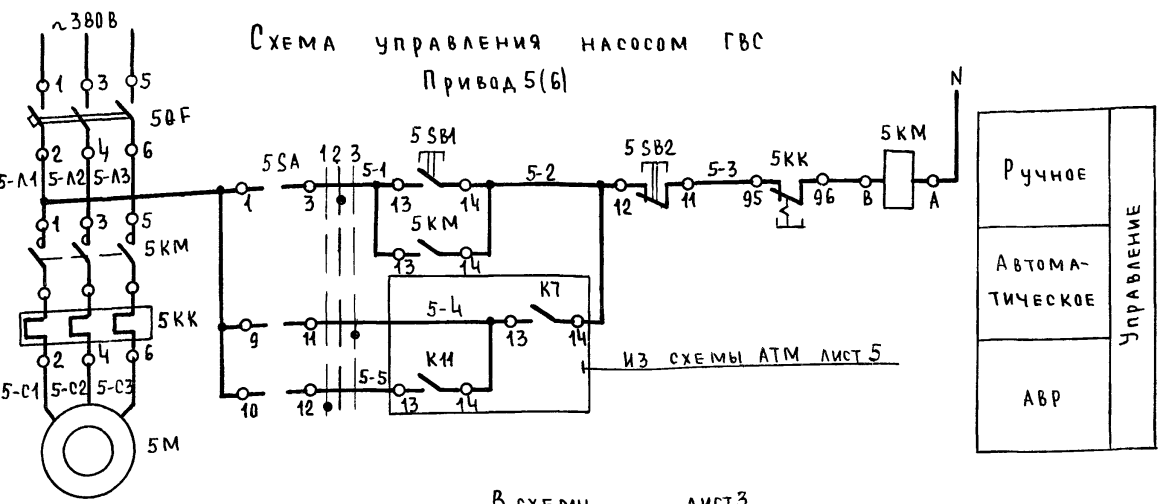 ~380В
Схема управления насосом ГВС
Привод 5(6)
1 3 5
5QF
2 4 6
5-Л1 5-Л2 5-Л3
1 3 5
5КМ
5КК
2 4 6
5-С1 5-С2 5-С3
5М
5SA
1 2 3
1 3
5-1
5SB1
13 14
5КМ
13 14
5-2
5SB2
12 11
5-3
5КК
95 96
5КМ
В А
N
9 11
5-4
К7
13 14
10 12
5-5
К11
13 14
из схемы АТМ лист 5
Ручное
Автома-
тическое
АВР
Управление
В схему лист 3